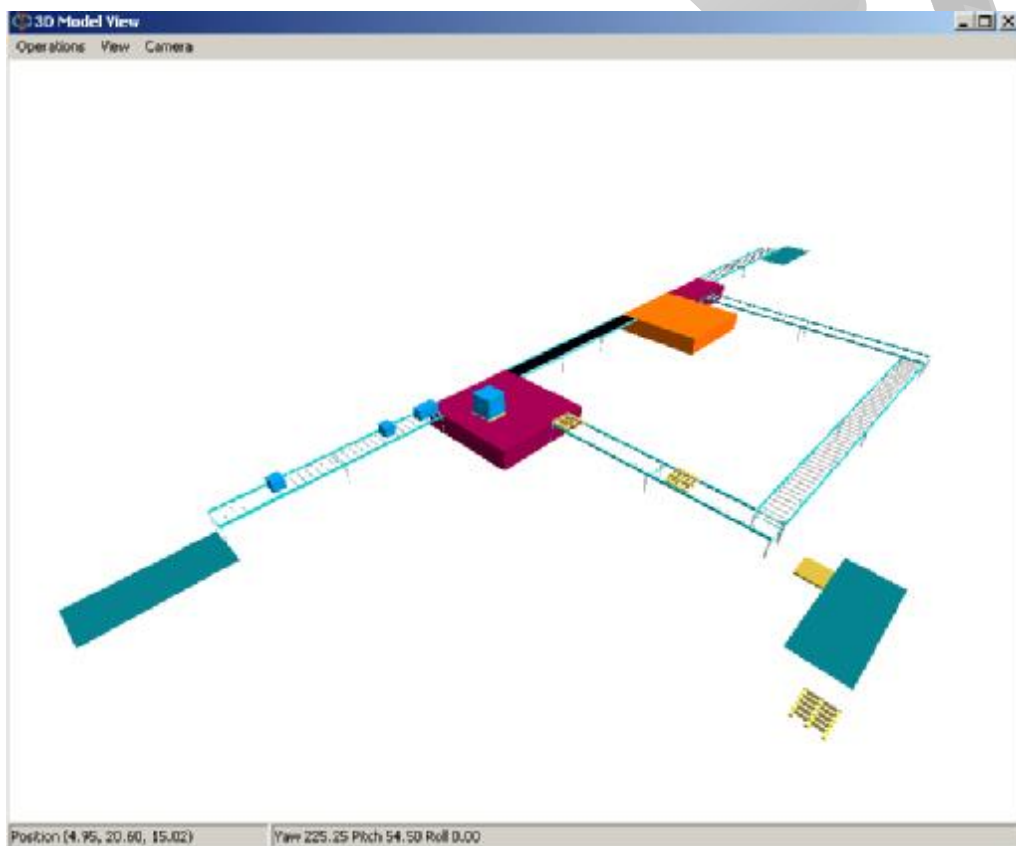 3D Model View
Operations View Camera
Position (4.95, 20.60, 15.02) Yaw 225.25 Pitch 54.50 Roll 0.00